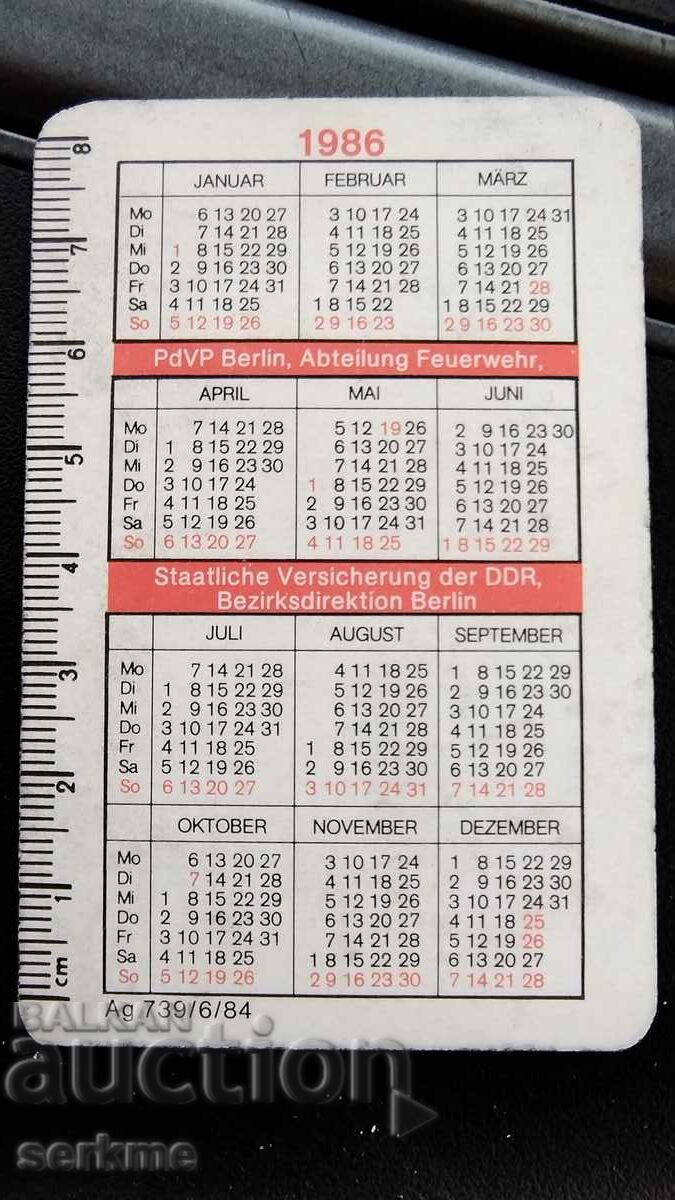 1986
JANUAR FEBRUAR MÄRZ
Mo 6 13 20 27 3 10 17 24 3 10 17 24 31
Di 7 14 21 28 4 11 18 25 4 11 18 25
Mi 1 8 15 22 29 5 12 19 26 5 12 19 26
Do 2 9 16 23 30 6 13 20 27 6 13 20 27
Fr 3 10 17 24 31 7 14 21 28 7 14 21 28
Sa 4 11 18 25 1 8 15 22 1 8 15 22 29
So 5 12 19 26 2 9 16 23 2 9 16 23 30
PdVP Berlin, Abteilung Feuerwehr,
APRIL MAI JUNI
Mo 7 14 21 28 5 12 19 26 2 9 16 23 30
Di 1 8 15 22 29 6 13 20 27 3 10 17 24
Mi 2 9 16 23 30 7 14 21 28 4 11 18 25
Do 3 10 17 24 1 8 15 22 29 5 12 19 26
Fr 4 11 18 25 2 9 16 23 30 6 13 20 27
Sa 5 12 19 26 3 10 17 24 31 7 14 21 28
So 6 13 20 27 4 11 18 25 1 8 15 22 29
Staatliche Versicherung der DDR,
Bezirksdirektion Berlin
JULI AUGUST SEPTEMBER
Mo 7 14 21 28 4 11 18 25 1 8 15 22 29
Di 1 8 15 22 29 5 12 19 26 2 9 16 23 30
Mi 2 9 16 23 30 6 13 20 27 3 10 17 24
Do 3 10 17 24 31 7 14 21 28 4 11 18 25
Fr 4 11 18 25 1 8 15 22 29 5 12 19 26
Sa 5 12 19 26 2 9 16 23 30 6 13 20 27
So 6 13 20 27 3 10 17 24 31 7 14 21 28
OKTOBER NOVEMBER DEZEMBER
Mo 6 13 20 27 3 10 17 24 1 8 15 22 29
Di 7 14 21 28 4 11 18 25 2 9 16 23 30
Mi 1 8 15 22 29 5 12 19 26 3 10 17 24 31
Do 2 9 16 23 30 6 13 20 27 4 11 18 25
Fr 3 10 17 24 31 7 14 21 28 5 12 19 26
Sa 4 11 18 25 1 8 15 22 29 6 13 20 27
So 5 12 19 26 2 9 16 23 30 7 14 21 28
Ag 739/6/84
cm 1 2 3 4 5 6 7 8
BALKAN
auction
serkme